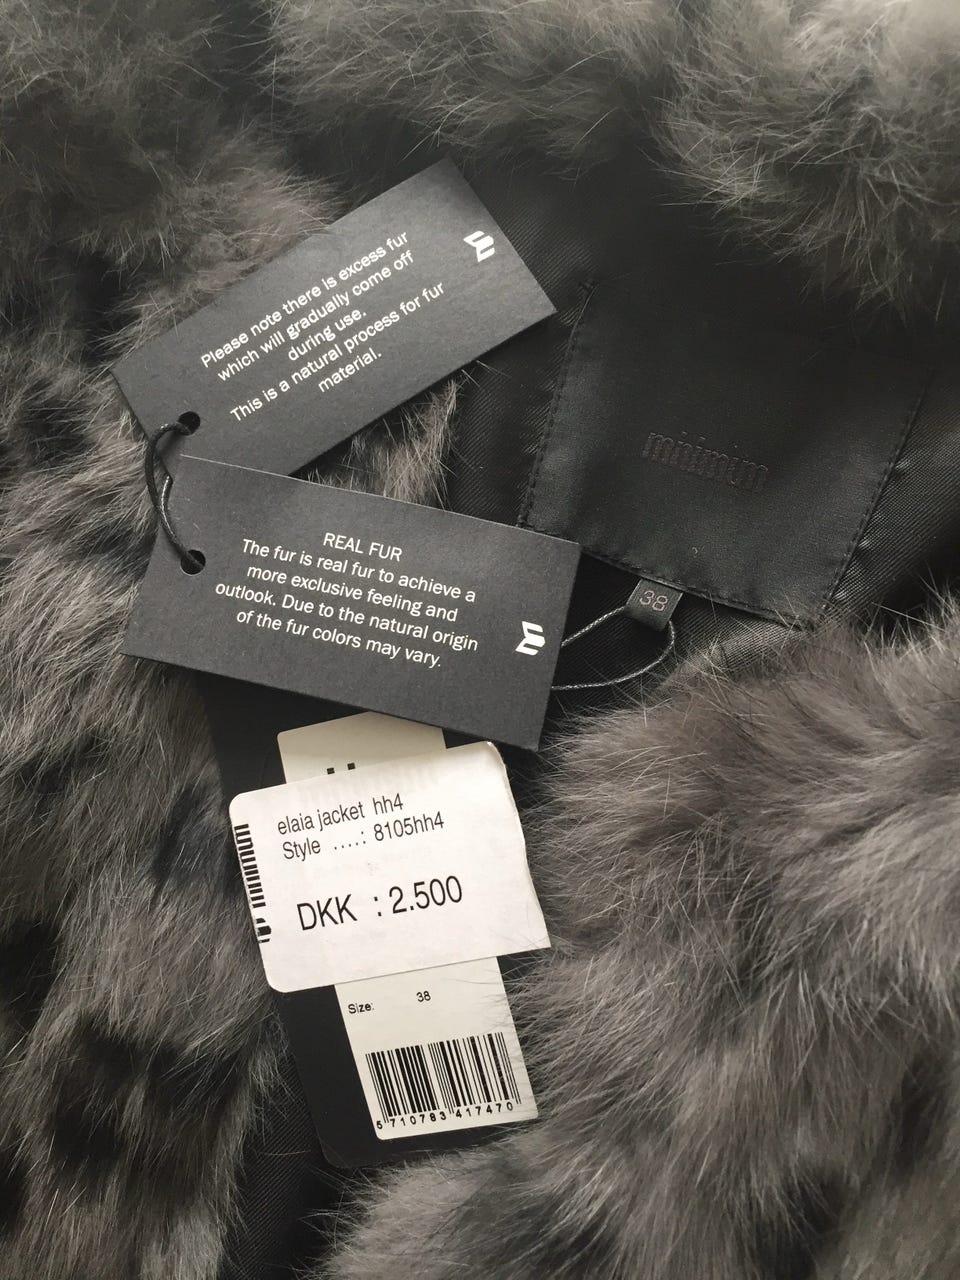 Please note there is excess fur
which will gradually come off
during use.
This is a natural process for fur
material.
minimum
38
REAL FUR
The fur is real fur to achieve a
more exclusive feeling and
outlook. Due to the natural origin
of the fur colors may vary.
elaia jacket hh4
Style ....: 8105hh4
DKK : 2.500
Size: 38
5 710783 417470